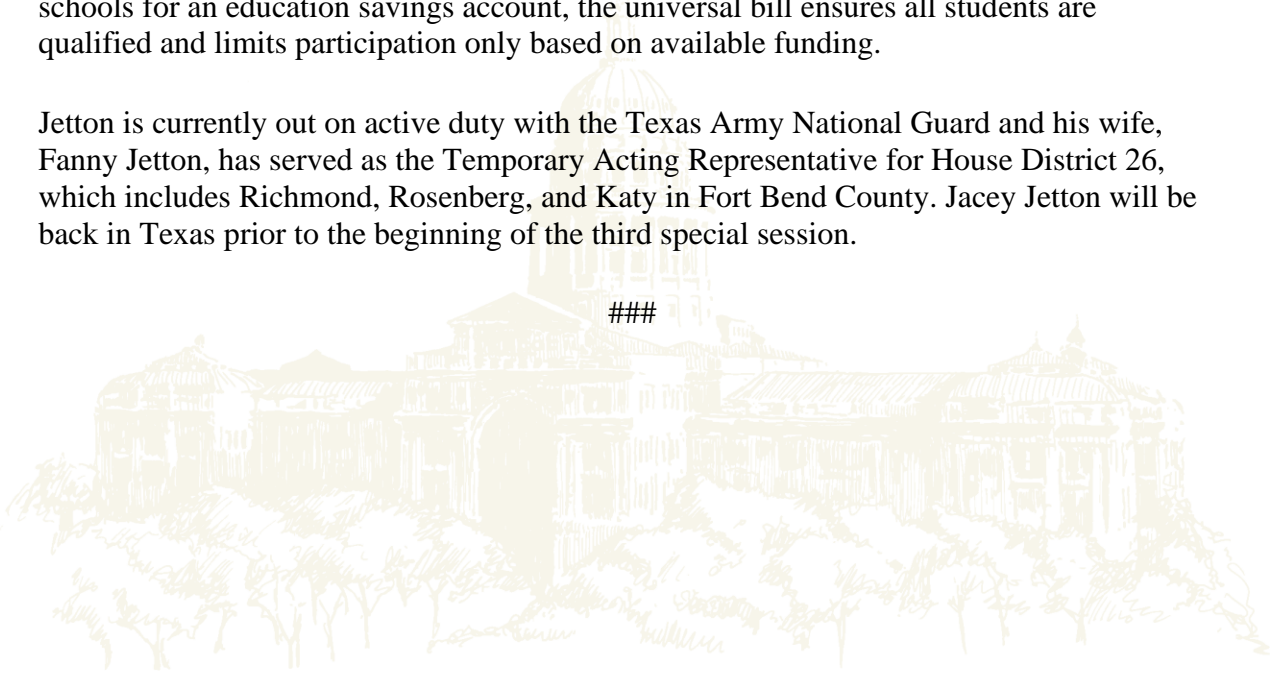 schools for an education savings account, the universal bill ensures all students are
qualified and limits participation only based on available funding.
Jetton is currently out on active duty with the Texas Army National Guard and his wife,
Fanny Jetton, has served as the Temporary Acting Representative for House District 26,
which includes Richmond, Rosenberg, and Katy in Fort Bend County. Jacey Jetton will be
back in Texas prior to the beginning of the third special session.
###